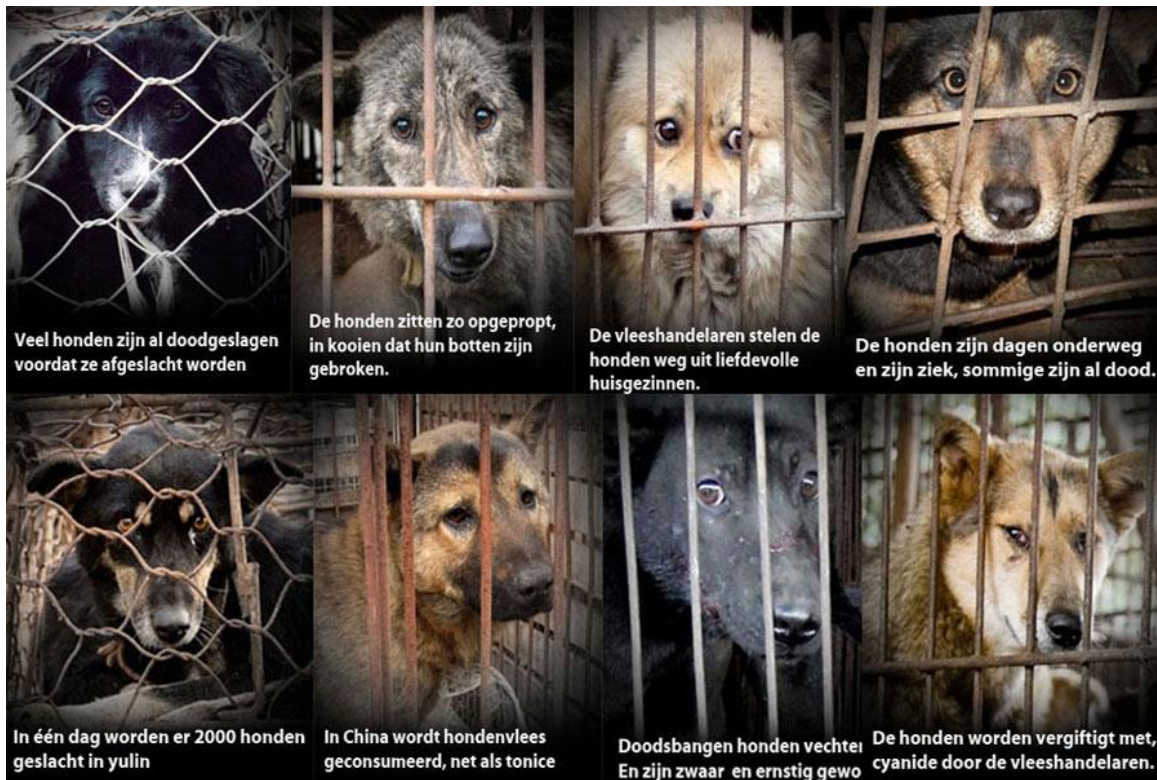 Veel honden zijn al doodgeslagen
voordat ze afgeslacht worden
De honden zitten zo opgepropt,
in kooien dat hun botten zijn
gebroken.
De vleeshandelaren stelen de
honden weg uit liefdevolle
huisgezinnen.
De honden zijn dagen onderweg
en zijn ziek, sommige zijn al dood.
In één dag worden er 2000 honden
geslacht in yulin
In China wordt hondenvlees
geconsumeerd, net als tonice
Doodsbangen honden vechte
En zijn zwaar en ernstig gewo
De honden worden vergiftigt met,
cyanide door de vleeshandelaren.